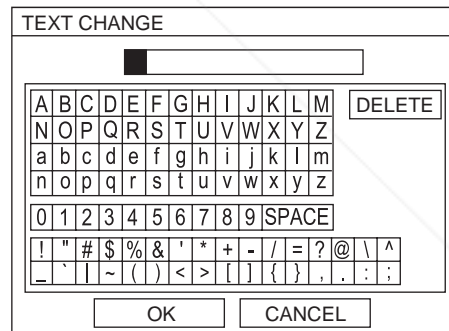 TEXT CHANGE
A B C D E F G H I J K L M DELETE
N O P Q R S T U V W X Y Z
a b c d e f g h i j k l m
n o p q r s t u v w x y z
0 1 2 3 4 5 6 7 8 9 SPACE
! " # $ % & ' * + - / = ? @ \ ^
_ ` | ~ ( ) < > [ ] { } , . : ;
OK CANCEL